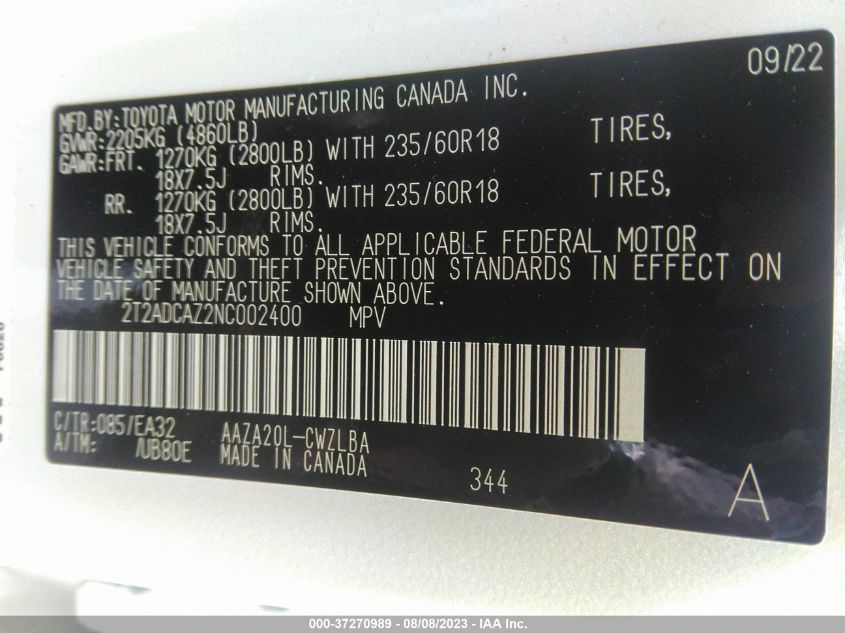 09/22
MFD.BY:TOYOTA MOTOR MANUFACTURING CANADA INC.
GVWR:2205KG (4860LB)
GAWR:FRT. 1270KG (2800LB) WITH 235/60R18 TIRES,
18X7.5J RIMS.
RR. 1270KG (2800LB) WITH 235/60R18 TIRES,
18X7.5J RIMS.
THIS VEHICLE CONFORMS TO ALL APPLICABLE FEDERAL MOTOR
VEHICLE SAFETY AND THEFT PREVENTION STANDARDS IN EFFECT ON
THE DATE OF MANUFACTURE SHOWN ABOVE.
2T2ADCAZ2NC002400 MPV
C/TR:085/EA32 AAZA20L-CWZLBA
A/TM: /UB80E MADE IN CANADA
344
A
000-37270989 - 08/08/2023 - IAA Inc.